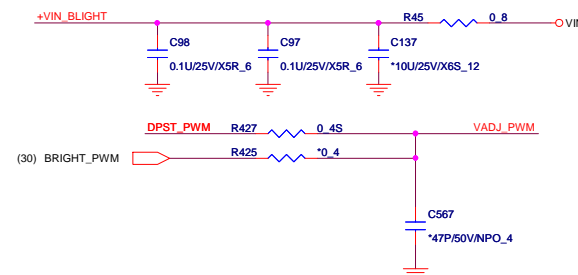 +VIN_BLIGHT
R45 0_8
VIN
C98
0.1U/25V/X5R_6
C97
0.1U/25V/X5R_6
C137
*10U/25V/X6S_12
DPST_PWM R427 0_4S VADJ_PWM
(30) BRIGHT_PWM R425 *0_4
C567
*47P/50V/NPO_4